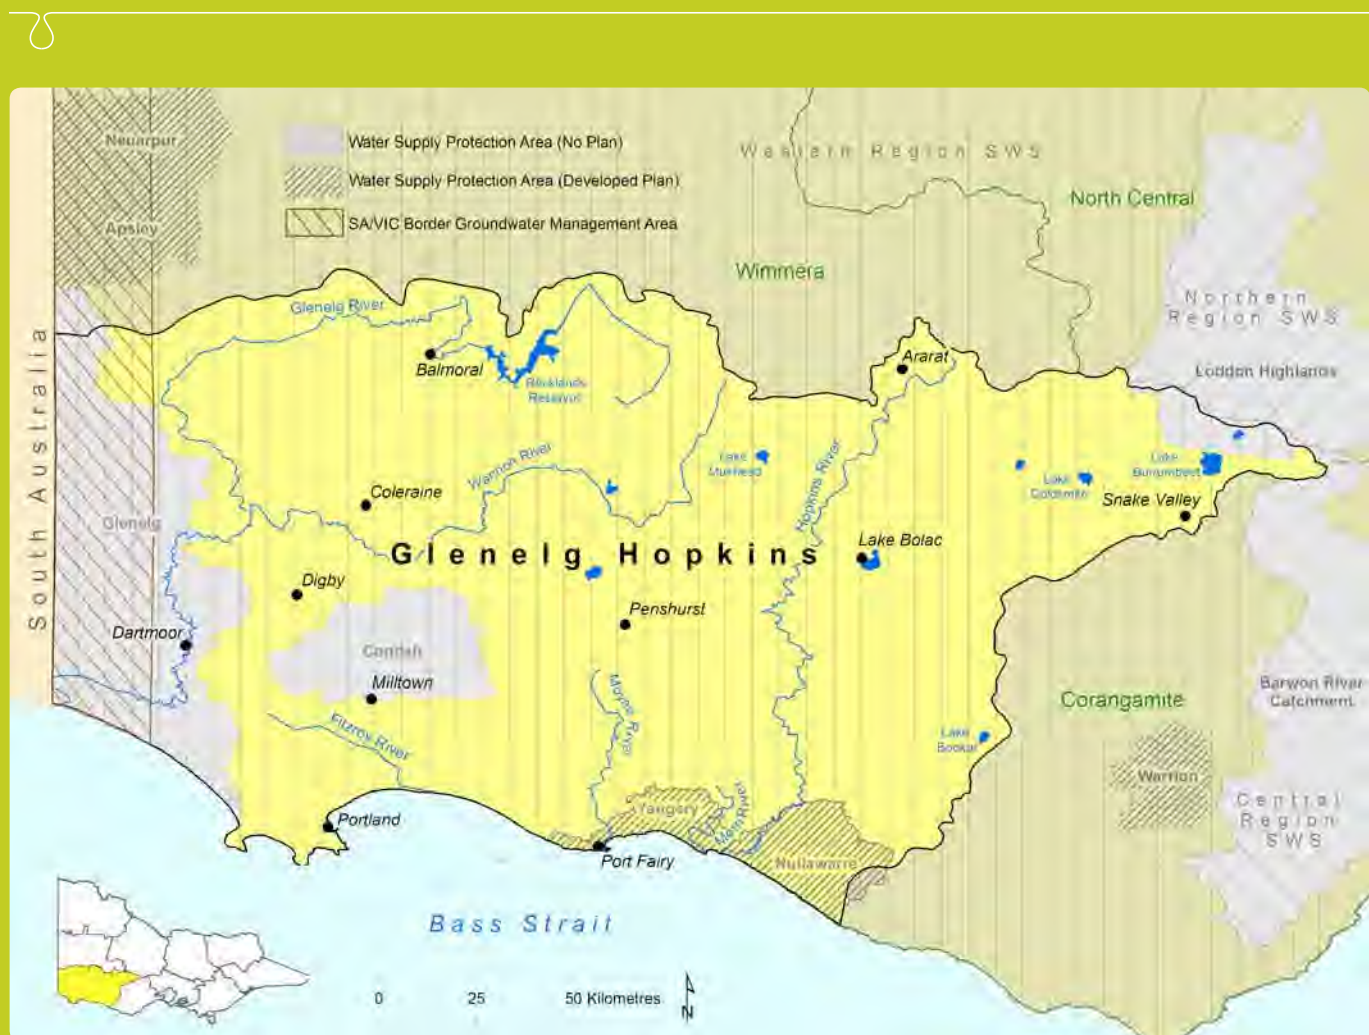 Neuarpur
Apsley
Water Supply Protection Area (No Plan)
Water Supply Protection Area (Developed Plan)
SA/VIC Border Groundwater Management Area
Western Region SWS
North Central
Wimmera
Northern
Region SWS
Loddon Highlands
South Australia
Glenelg River
Balmoral
Rocklands
Reservoir
Ararat
Wannon River
Lake
Muirhead
Hopkins River
Lake
Goldsmith
Lake
Burrumbeet
Snake Valley
Coleraine
Glenelg
Glenelg Hopkins
Lake Bolac
Digby
Penshurst
Dartmoor
Condah
Milltown
Moyne River
Fitzroy River
Corangamite
Barwon River
Catchment
Lake
Bookar
Warrion
Central
Region
SWS
Portland
Yangery
Merri River
Port Fairy
Nullawarre
Bass Strait
0 25 50 Kilometres
N